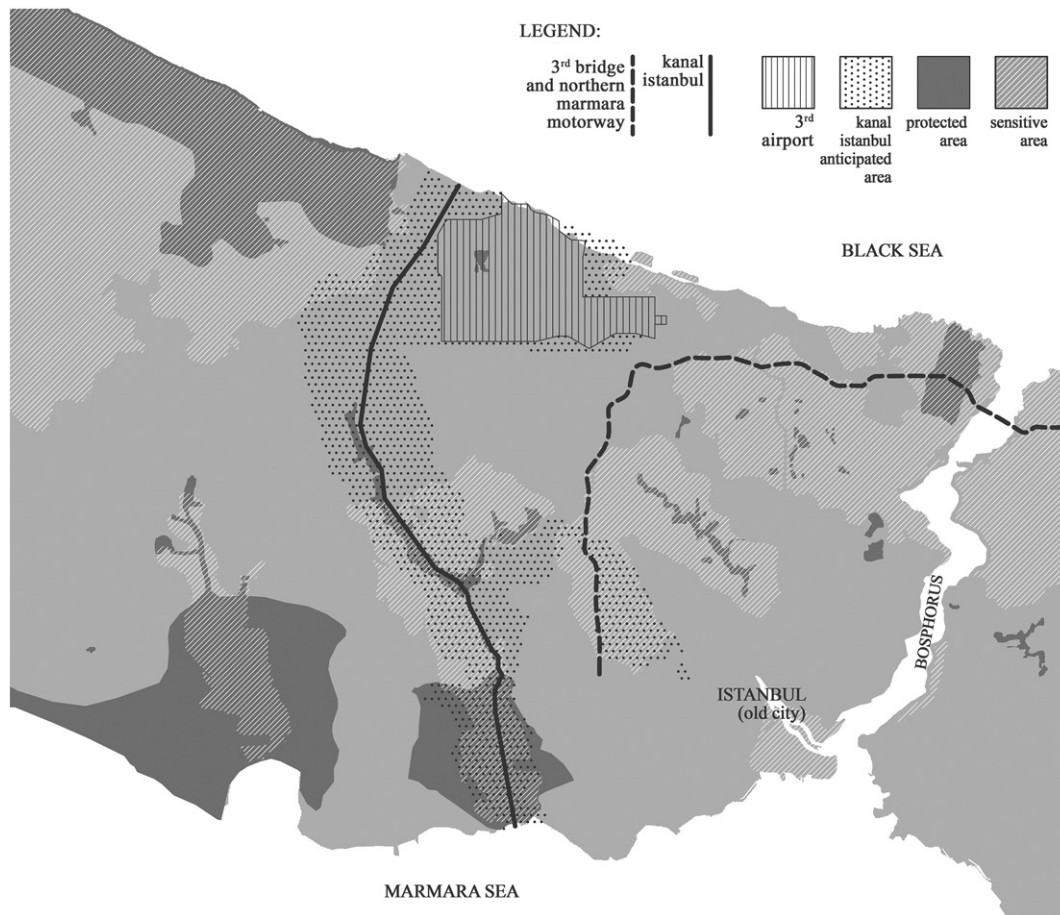 LEGEND:
3rd bridge
and northern
marmara
motorway
kanal
istanbul
3rd
airport
kanal
istanbul
anticipated
area
protected
area
sensitive
area
BLACK SEA
BOSPHORUS
ISTANBUL
(old city)
MARMARA SEA